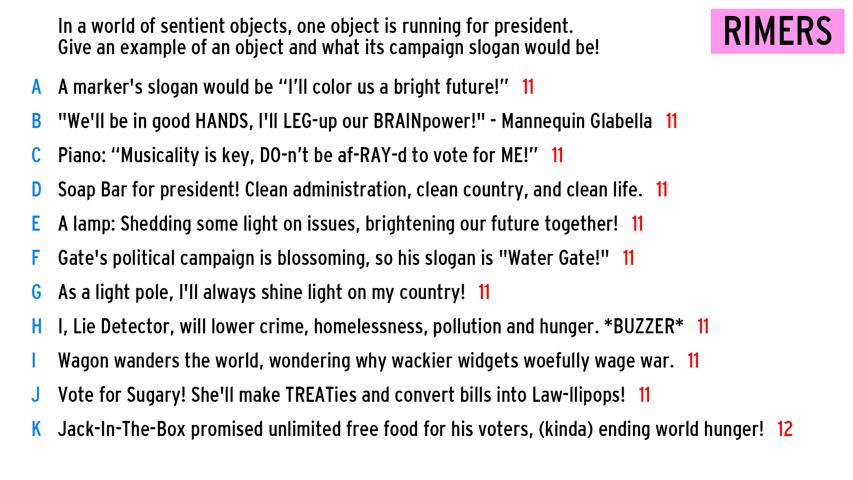 In a world of sentient objects, one object is running for president.
Give an example of an object and what its campaign slogan would be!
RIMERS
A A marker's slogan would be “I’ll color us a bright future!” 11
B "We'll be in good HANDS, I'll LEG-up our BRAINpower!" - Mannequin Glabella 11
C Piano: “Musicality is key, DO-n’t be af-RAY-d to vote for ME!” 11
D Soap Bar for president! Clean administration, clean country, and clean life. 11
E A lamp: Shedding some light on issues, brightening our future together! 11
F Gate's political campaign is blossoming, so his slogan is "Water Gate!" 11
G As a light pole, I'll always shine light on my country! 11
H I, Lie Detector, will lower crime, homelessness, pollution and hunger. *BUZZER* 11
I Wagon wanders the world, wondering why wackier widgets woefully wage war. 11
J Vote for Sugary! She'll make TREATies and convert bills into Law-llipops! 11
K Jack-In-The-Box promised unlimited free food for his voters, (kinda) ending world hunger! 12